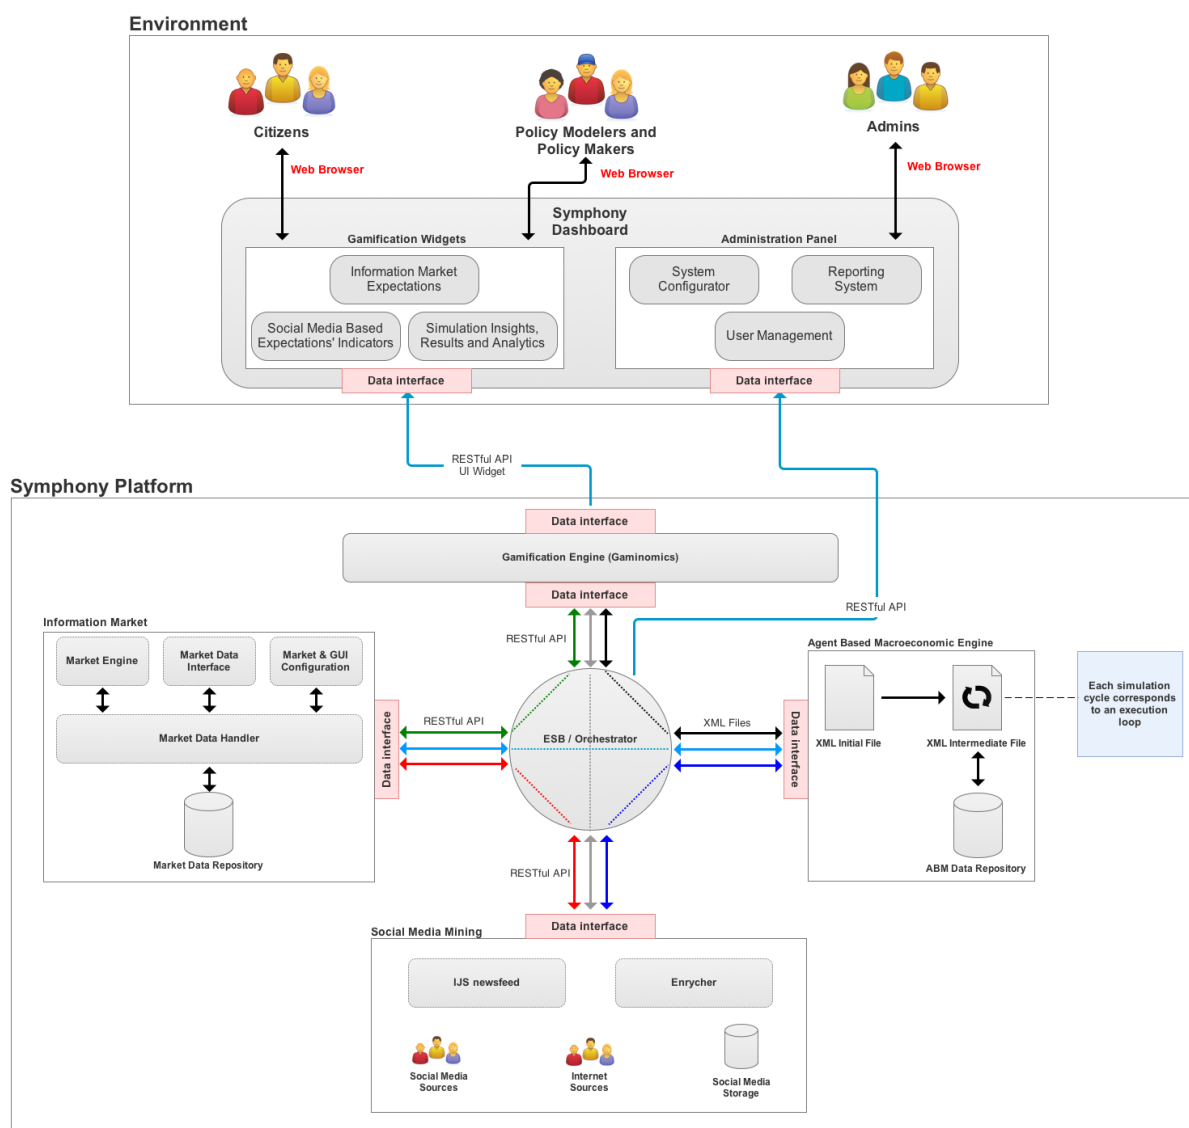 Environment
Citizens
Policy Modelers and
Policy Makers
Admins
Web Browser
Web Browser
Web Browser
Symphony
Dashboard
Gamification Widgets
Administration Panel
Information Market
Expectations
System
Configurator
Reporting
System
Social Media Based
Expectations' Indicators
Simulation Insights,
Results and Analytics
User Management
Data interface
Data interface
RESTful API
UI Widget
Symphony Platform
Data interface
Gamification Engine (Gaminomics)
Data interface
RESTful API
RESTful API
Information Market
Market Engine
Market Data
Interface
Market & GUI
Configuration
Market Data Handler
Market Data Repository
Data interface
RESTful API
ESB / Orchestrator
XML Files
Data interface
Agent Based Macroeconomic Engine
XML Initial File
XML Intermediate File
ABM Data Repository
Each simulation
cycle corresponds
to an execution
loop
RESTful API
Data interface
Social Media Mining
IJS newsfeed
Enrycher
Social Media
Sources
Internet
Sources
Social Media
Storage